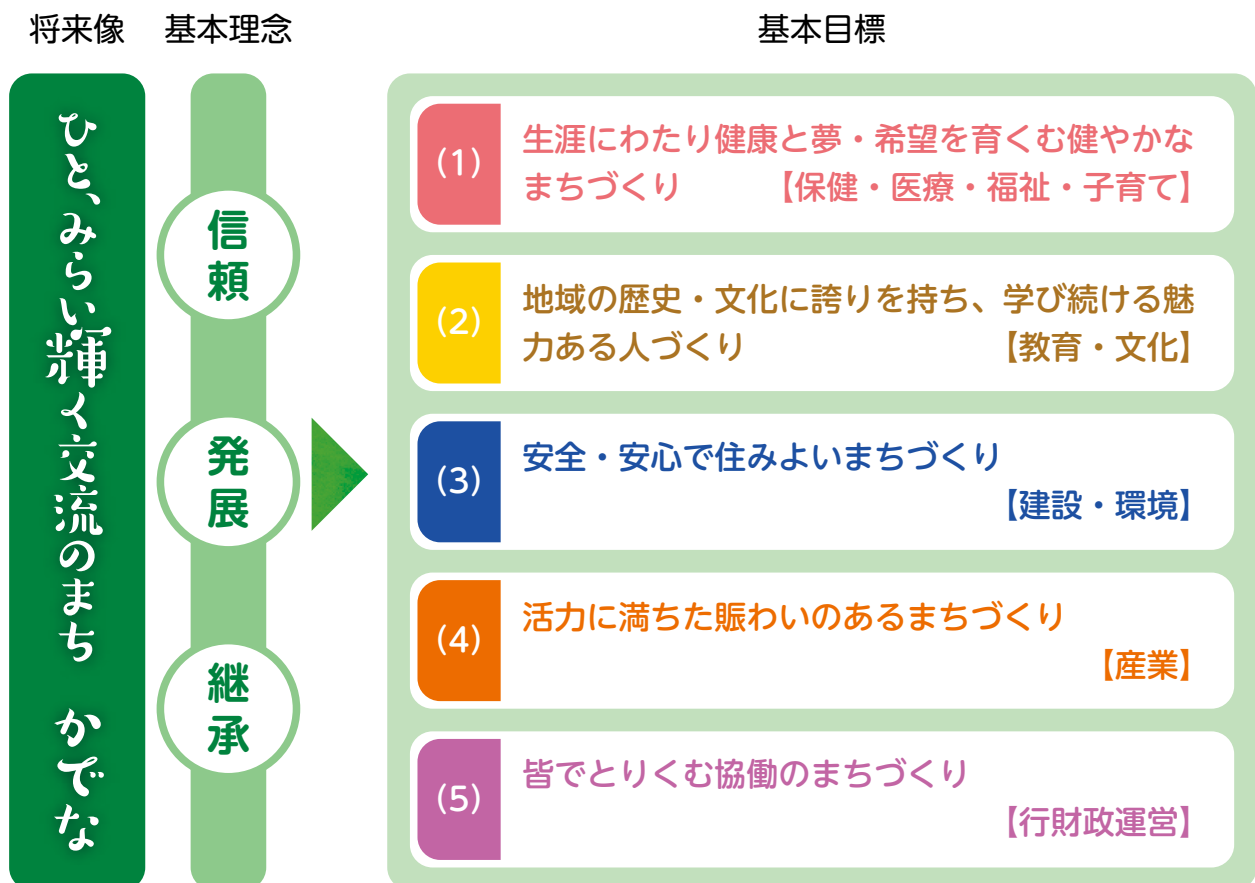 将来像
基本理念
基本目標
ひと、みらい輝く交流のまち　かでな
信頼
発展
継承
(1)
生涯にわたり健康と夢・希望を育くむ健やかな
まちづくり　【保健・医療・福祉・子育て】
(2)
地域の歴史・文化に誇りを持ち、学び続ける魅
力ある人づくり　【教育・文化】
(3)
安全・安心で住みよいまちづくり
【建設・環境】
(4)
活力に満ちた賑わいのあるまちづくり
【産業】
(5)
皆でとりくむ協働のまちづくり
【行財政運営】